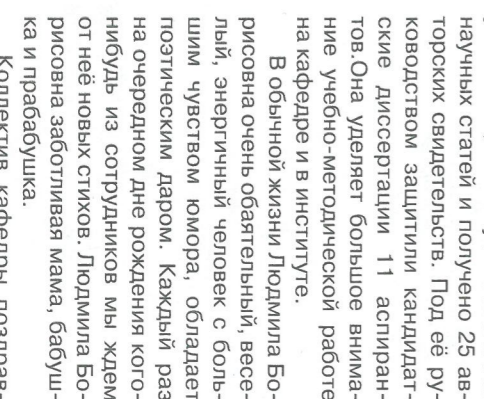 научных статей и получено 25 ав-
торских свидетельств. Под её ру-
ководством защитили кандидат-
ские диссертации 11 аспиран-
тов.Она уделяет большое внима-
ние учебно-методической работе
на кафедре и в институте.
В обычной жизни Людмила Бо-
рисовна очень обаятельный, весе-
лый, энергичный человек с боль-
шим чувством юмора, обладает
поэтическим даром. Каждый раз
на очередном дне рождения кого-
нибудь из сотрудников мы ждем
от неё новых стихов. Людмила Бо-
рисовна заботливая мама, бабуш-
ка и прабабушка.
Коллектив кафедры поздрав-